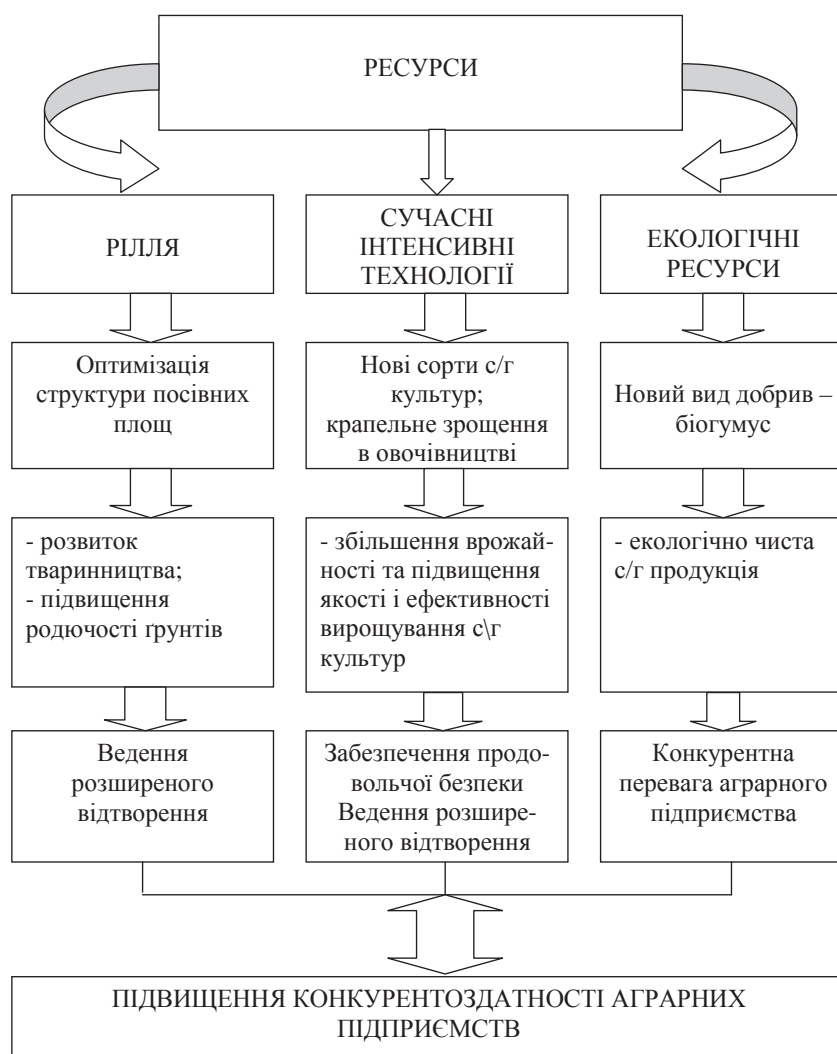 РЕСУРСИ
РІЛЛЯ
СУЧАСНІ
ІНТЕНСИВНІ
ТЕХНОЛОГІЇ
ЕКОЛОГІЧНІ
РЕСУРСИ
Оптимізація
структури посівних
площ
Нові сорти с/г
культур;
крапельне зрощення
в овочівництві
Новий вид добрив –
біогумус
- розвиток
тваринництва;
- підвищення
родючості ґрунтів
- збільшення врожай-
ності та підвищення
якості і ефективності
вирощування с\г
культур
- екологічно чиста
с/г продукція
Ведення
розширеного
відтворення
Забезпечення продо-
вольчої безпеки
Ведення розшире-
ного відтворення
Конкурентна
перевага аграрного
підприємства
ПІДВИЩЕННЯ КОНКУРЕНТОЗДАТНОСТІ АГРАРНИХ
ПІДПРИЄМСТВ